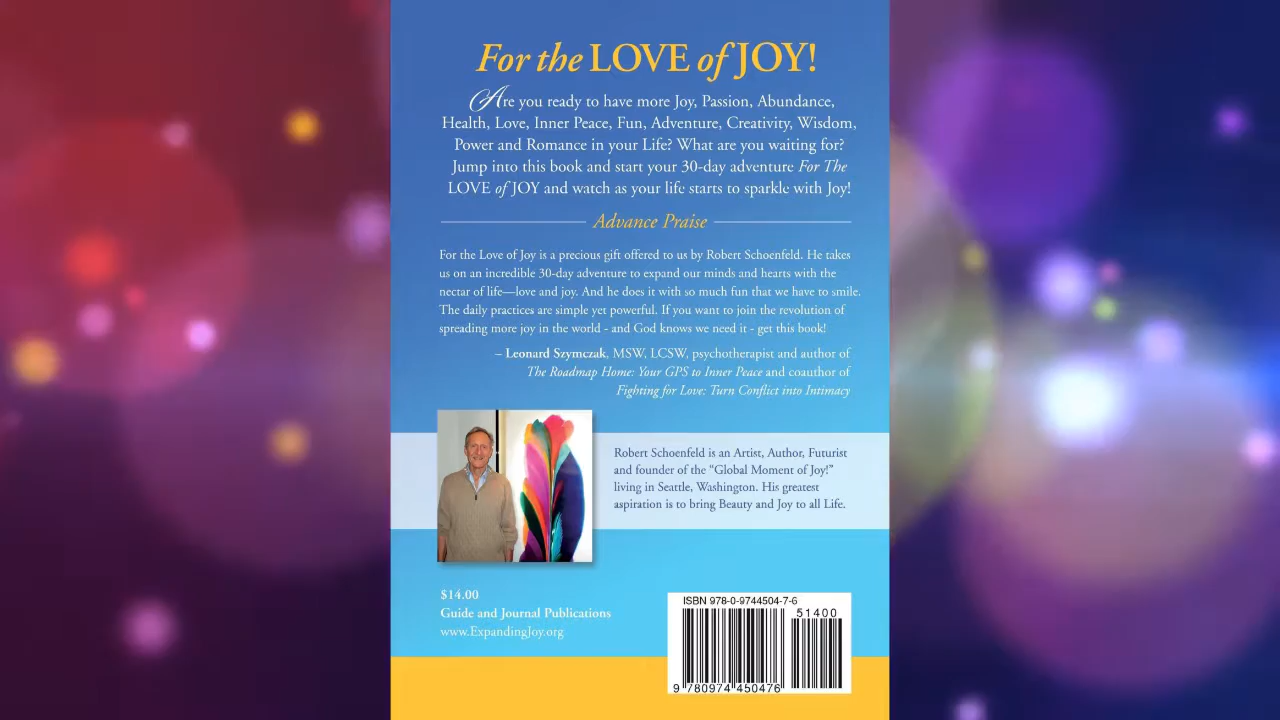 For the LOVE of JOY!
Are you ready to have more Joy, Passion, Abundance,
Health, Love, Inner Peace, Fun, Adventure, Creativity, Wisdom,
Power and Romance in your Life? What are you waiting for?
Jump into this book and start your 30-day adventure For The
LOVE of JOY and watch as your life starts to sparkle with Joy!
Advance Praise
For the Love of Joy is a precious gift offered to us by Robert Schoenfeld. He takes
us on an incredible 30-day adventure to expand our minds and hearts with the
nectar of life—love and joy. And he does it with so much fun that we have to smile.
The daily practices are simple yet powerful. If you want to join the revolution of
spreading more joy in the world - and God knows we need it - get this book!
– Leonard Szymczak, MSW, LCSW, psychotherapist and author of
The Roadmap Home: Your GPS to Inner Peace and coauthor of
Fighting for Love: Turn Conflict into Intimacy
Robert Schoenfeld is an Artist, Author, Futurist
and founder of the “Global Moment of Joy!”
living in Seattle, Washington. His greatest
aspiration is to bring Beauty and Joy to all Life.
$14.00
Guide and Journal Publications
www.ExpandingJoy.org
ISBN 978-0-9744504-7-6
51400
9 780974 450476